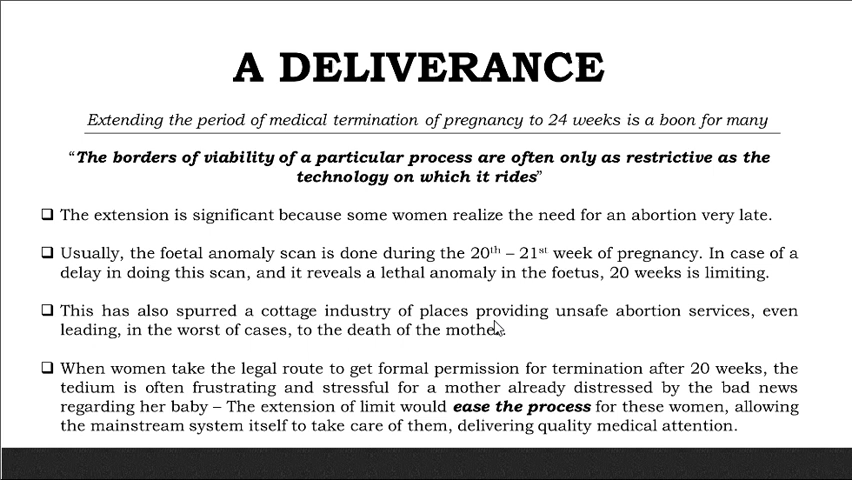 A DELIVERANCE
Extending the period of medical termination of pregnancy to 24 weeks is a boon for many
“The borders of viability of a particular process are often only as restrictive as the
technology on which it rides”
❑ The extension is significant because some women realize the need for an abortion very late.
❑ Usually, the foetal anomaly scan is done during the 20th – 21st week of pregnancy. In case of a
delay in doing this scan, and it reveals a lethal anomaly in the foetus, 20 weeks is limiting.
❑ This has also spurred a cottage industry of places providing unsafe abortion services, even
leading, in the worst of cases, to the death of the mother.
❑ When women take the legal route to get formal permission for termination after 20 weeks, the
tedium is often frustrating and stressful for a mother already distressed by the bad news
regarding her baby – The extension of limit would ease the process for these women, allowing
the mainstream system itself to take care of them, delivering quality medical attention.